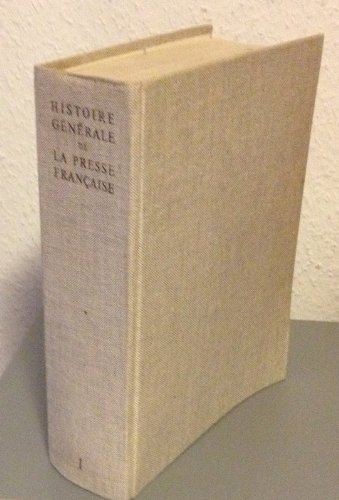 HISTOIRE
GÉNÉRALE
DE
LA PRESSE
FRANÇAISE
I